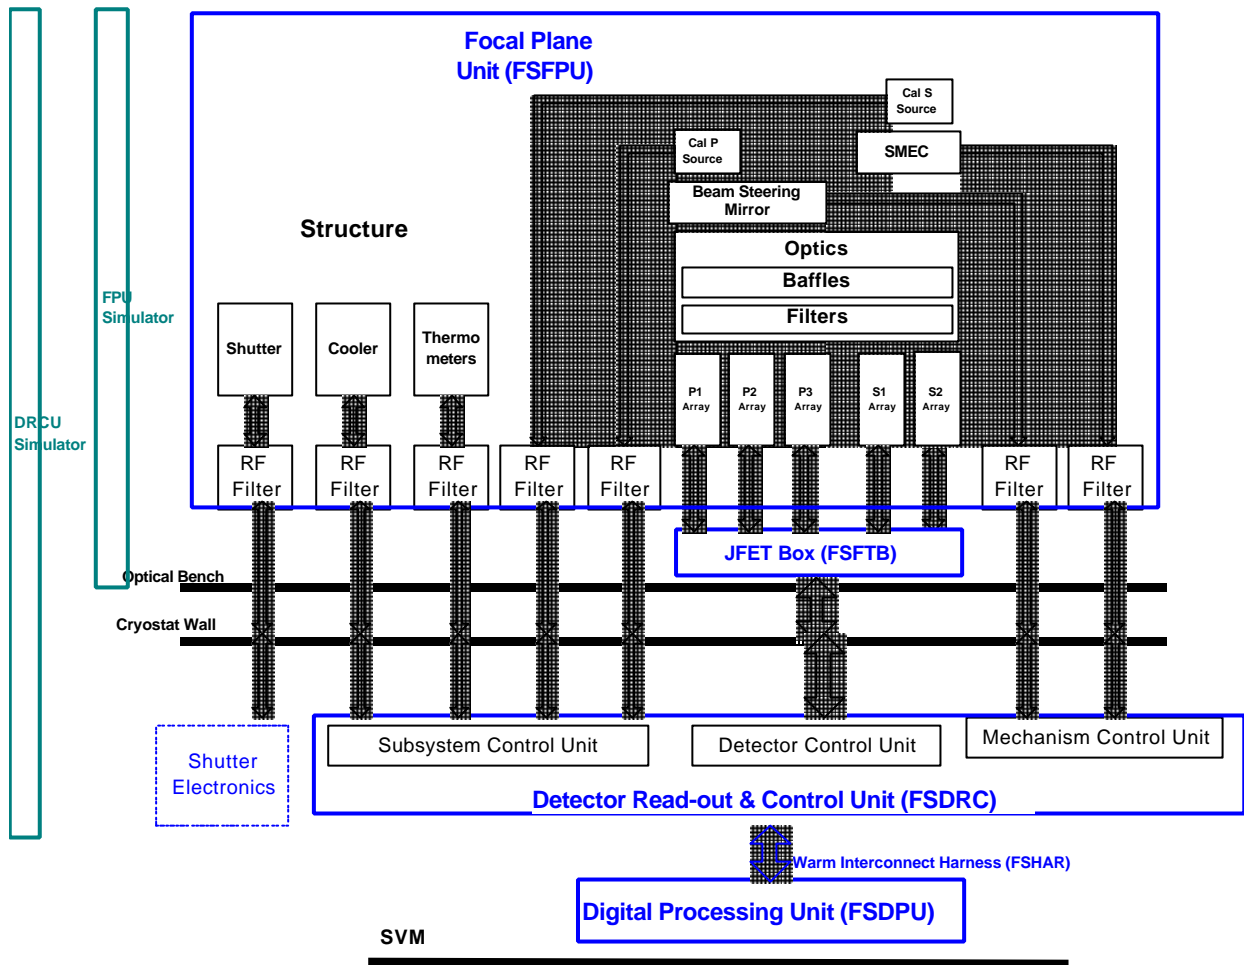 Focal Plane
Unit (FSFPU)
Cal S
Source
Cal P
Source
SMEC
Beam Steering
Mirror
Structure
Optics
Baffles
Filters
FPU
Simulator
Shutter
Cooler
Thermo
meters
P1
Array
P2
Array
P3
Array
S1
Array
S2
Array
DRCU
Simulator
RF
Filter
RF
Filter
RF
Filter
RF
Filter
RF
Filter
RF
Filter
RF
Filter
JFET Box (FSFTB)
Optical Bench
Cryostat Wall
Subsystem Control Unit
Detector Control Unit
Mechanism Control Unit
Shutter
Electronics
Detector Read-out & Control Unit (FSDRC)
Warm Interconnect Harness (FSHAR)
Digital Processing Unit (FSDPU)
SVM